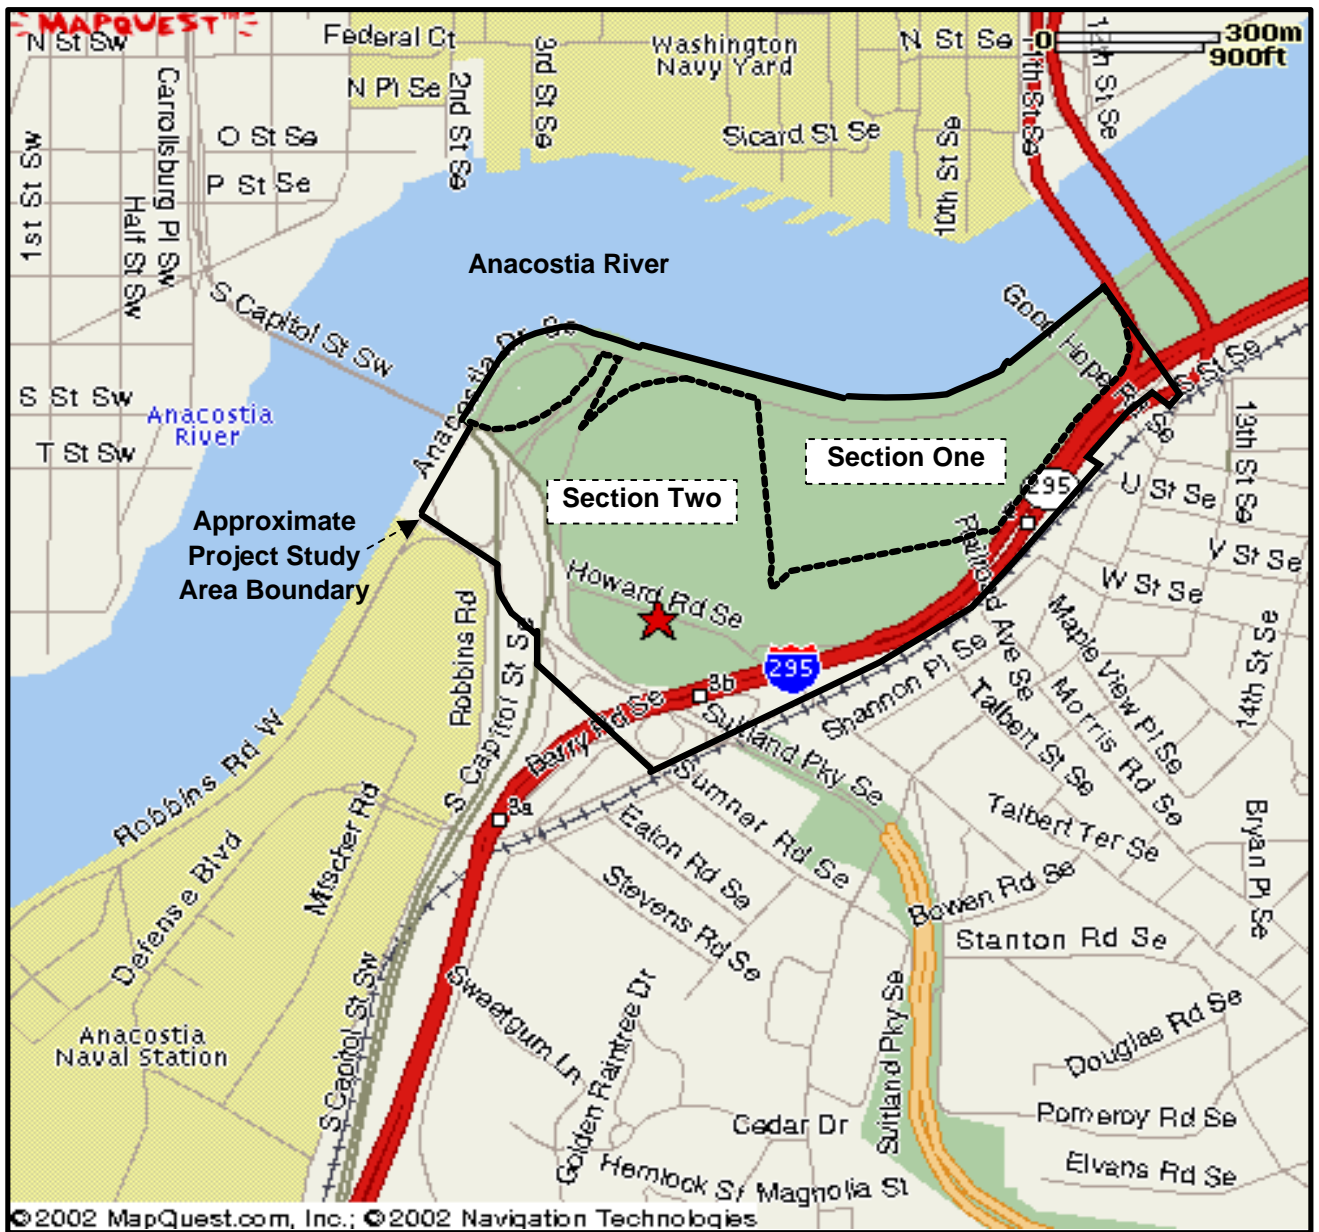 MAPQUEST™
N St Sw
Federal Ct
3rd St Se
Washington
Navy Yard
N St Se
11th St Se
12th St Se
0
300m
900ft
Carrollsburg Pl Sw
N Pl Se
2nd St Se
O St Se
Sicard St Se
1st St Sw
P St Se
Half St Sw
10th St Se
Anacostia River
S Capitol St Sw
Good Hope Rd Se
Anacostia Dr Se
S St Se
S St Sw
Anacostia
River
T St Sw
13th St Se
Section One
Section Two
295
U St Se
Approximate
Project Study
Area Boundary
V St Se
Railroad Ave Se
W St Se
Howard Rd Se
Robbins Rd
Maple View Pl Se
14th St Se
295
3b
Shannon Pl Se
Morris Rd Se
Talbert St Se
S Capitol St Se
Barry Rd Se
Suitland Pky Se
Robbins Rd W
Sumner Rd Se
3a
Mitscher Rd
Eaton Rd Se
Talbert Ter Se
Bryan Pl Se
Defense Blvd
Stevens Rd Se
Bowen Rd Se
Stanton Rd Se
S Capitol St Sw
Sweetgum Ln
Golden Raintree Dr
Suitland Pky Se
Douglas Rd Se
Anacostia
Naval Station
Cedar Dr
Pomeroy Rd Se
Hemlock St
Magnolia St
Elvans Rd Se
©2002 MapQuest.com, Inc.; ©2002 Navigation Technologies